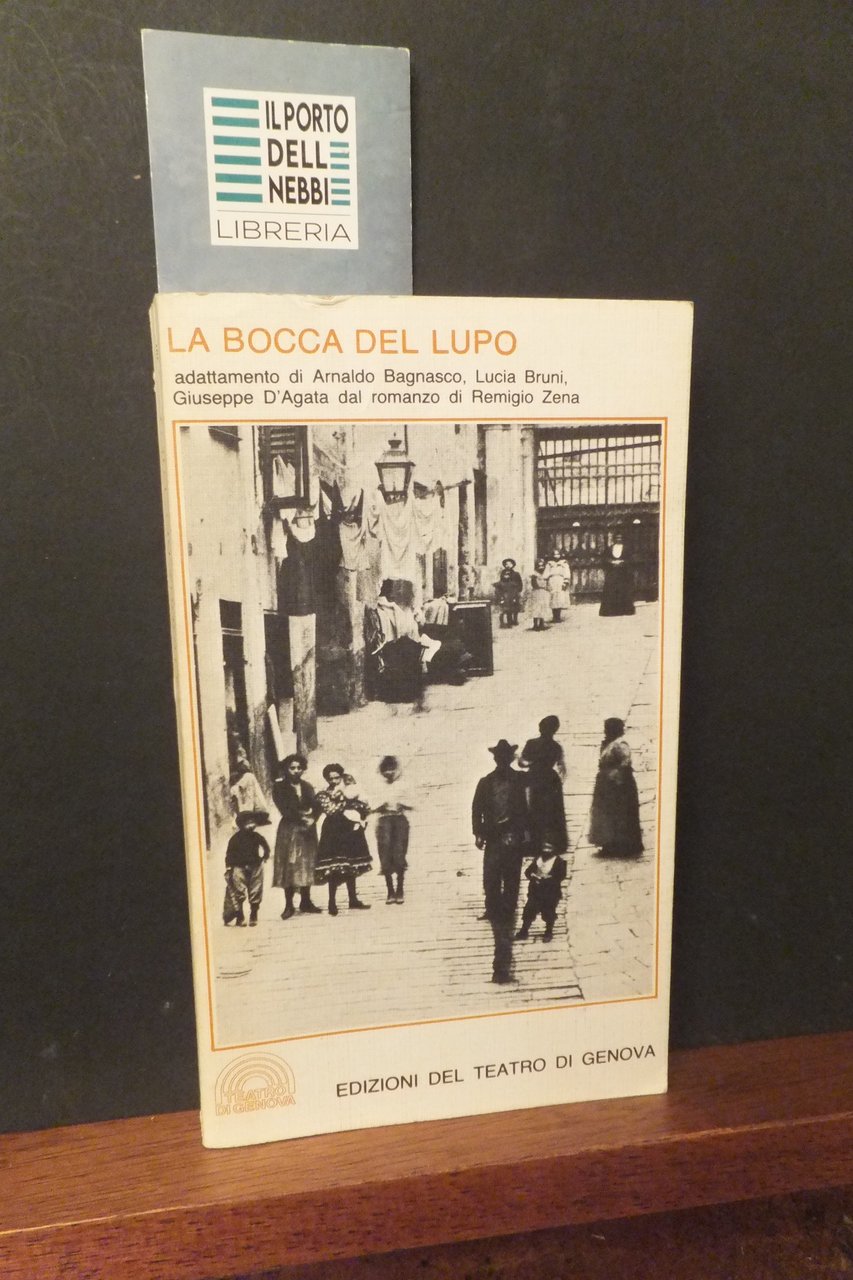 IL PORTO
DELL
NEBBI
LIBRERIA
LA BOCCA DEL LUPO
adattamento di Arnaldo Bagnasco, Lucia Bruni,
Giuseppe D'Agata dal romanzo di Remigio Zena
TEATRO
DI GENOVA
EDIZIONI DEL TEATRO DI GENOVA